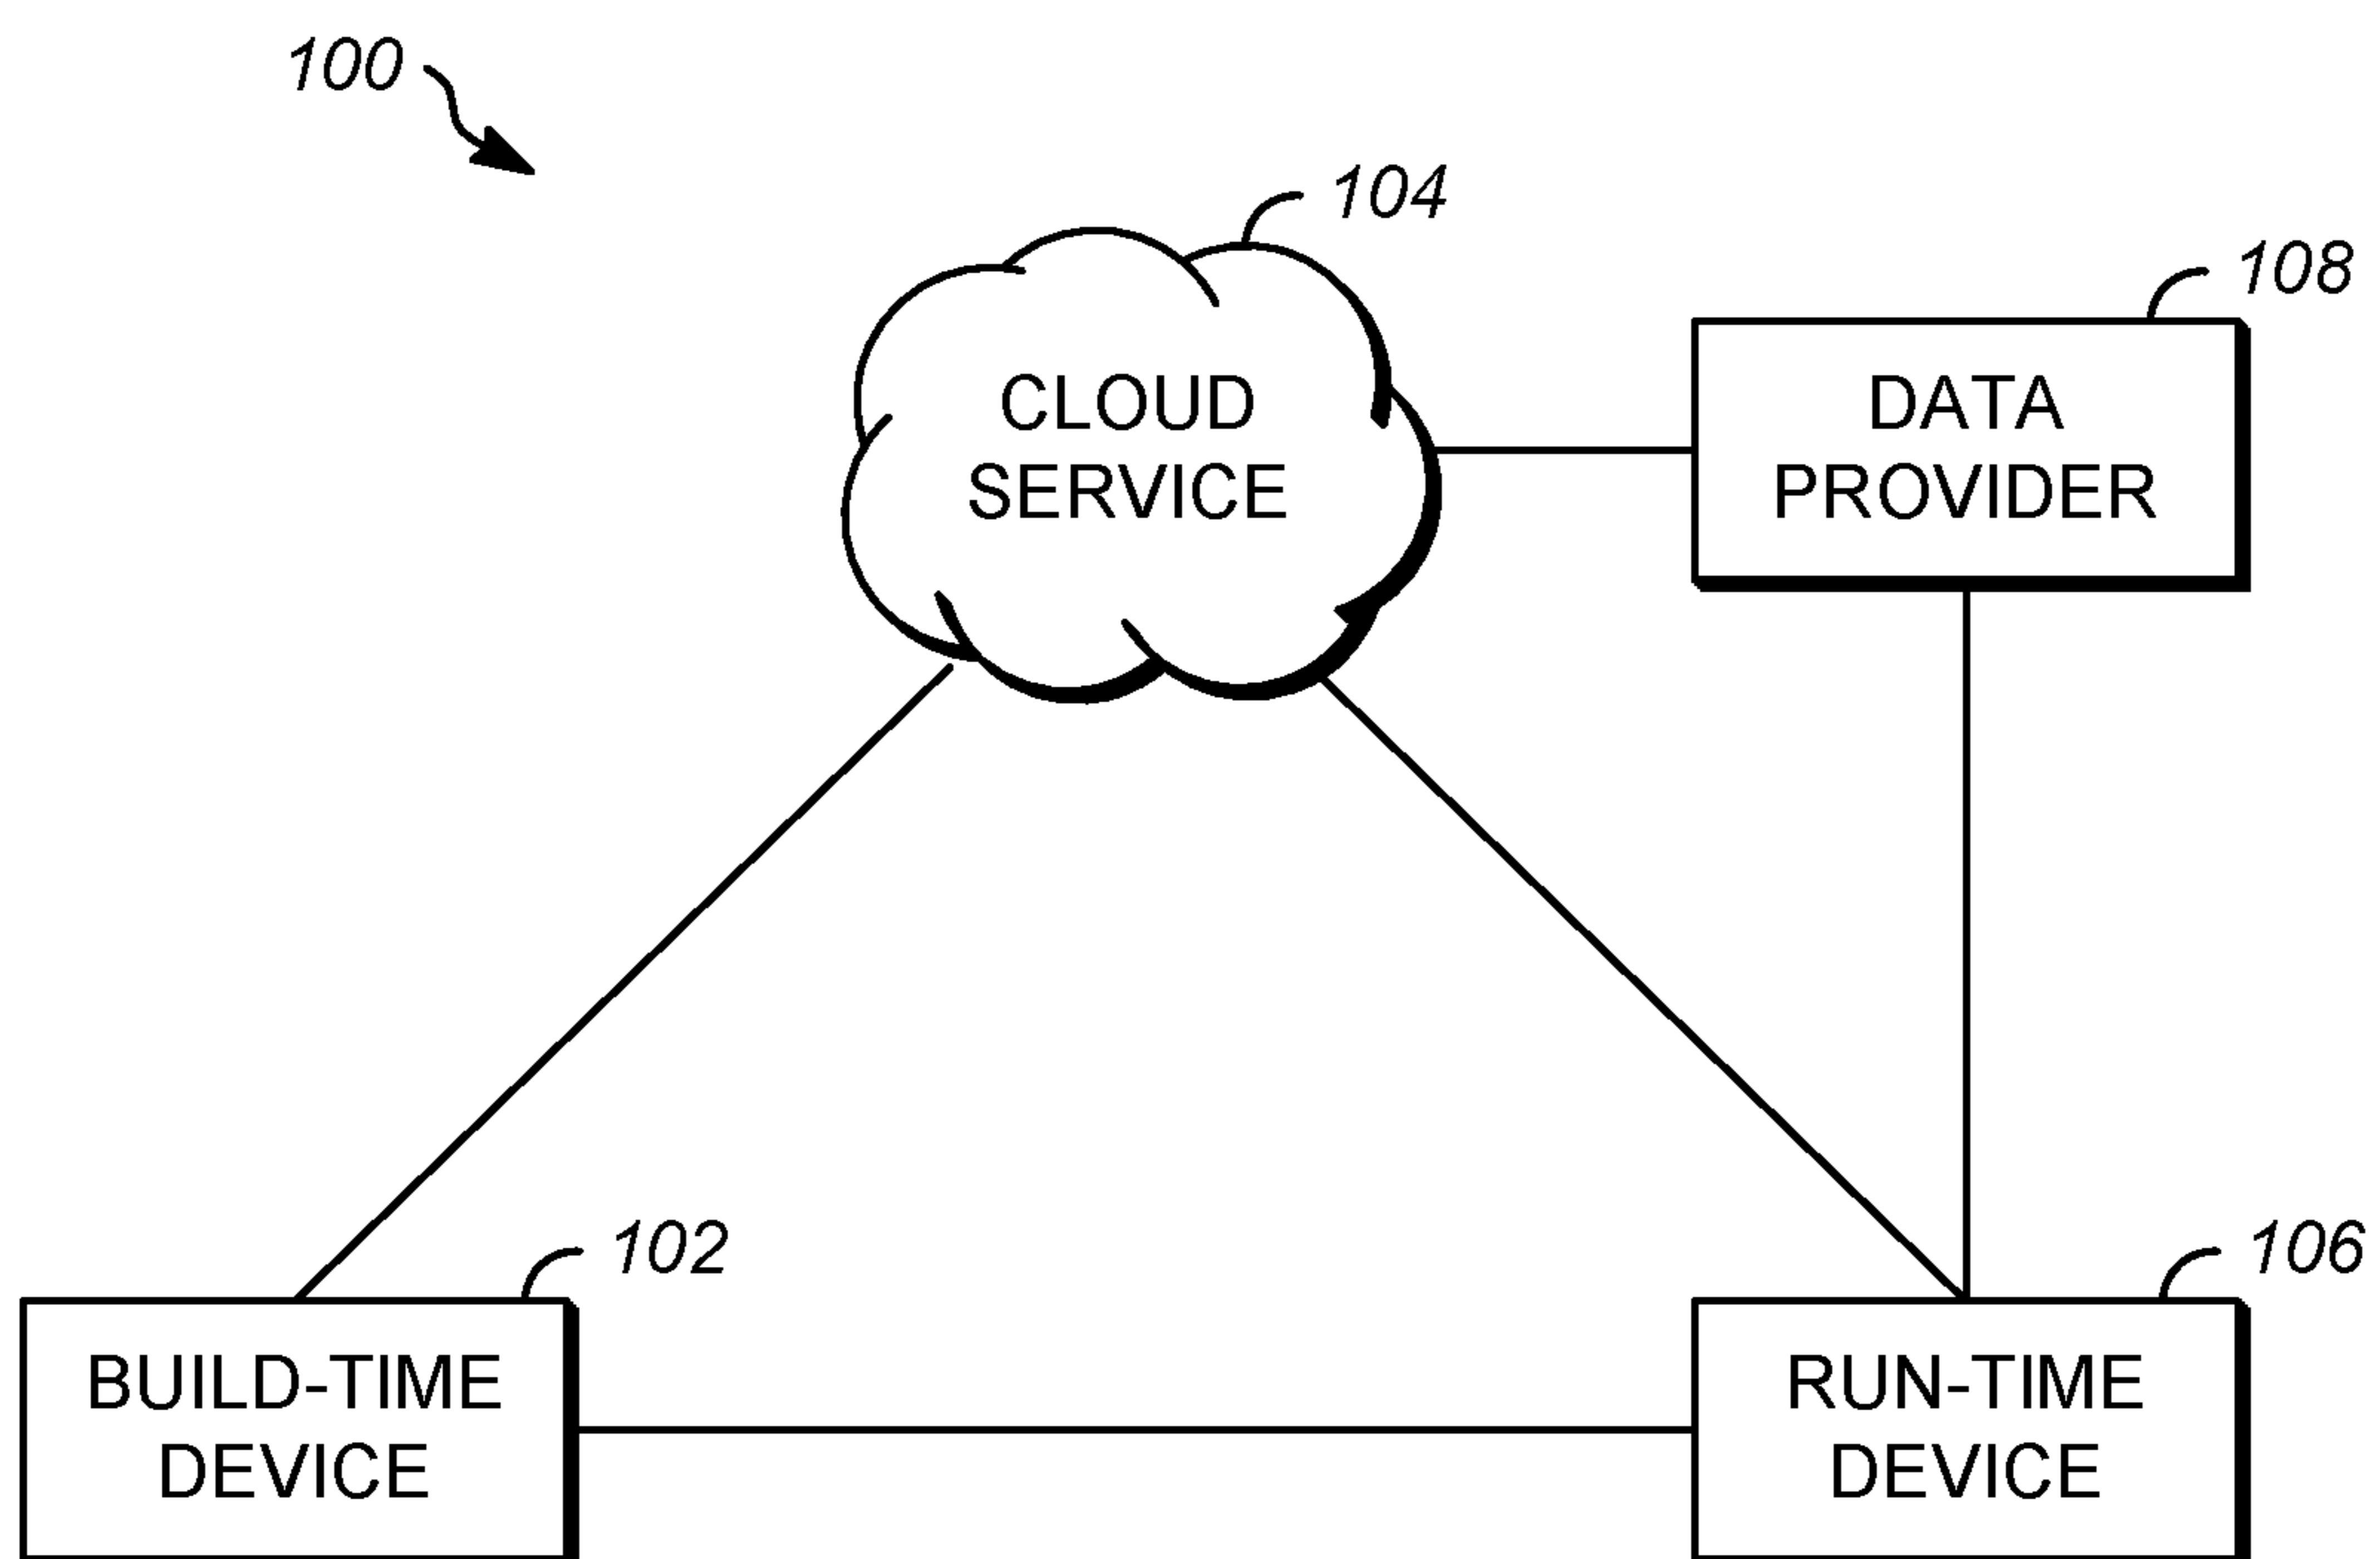 100
104
108
CLOUD
SERVICE
DATA
PROVIDER
102
106
BUILD-TIME
DEVICE
RUN-TIME
DEVICE